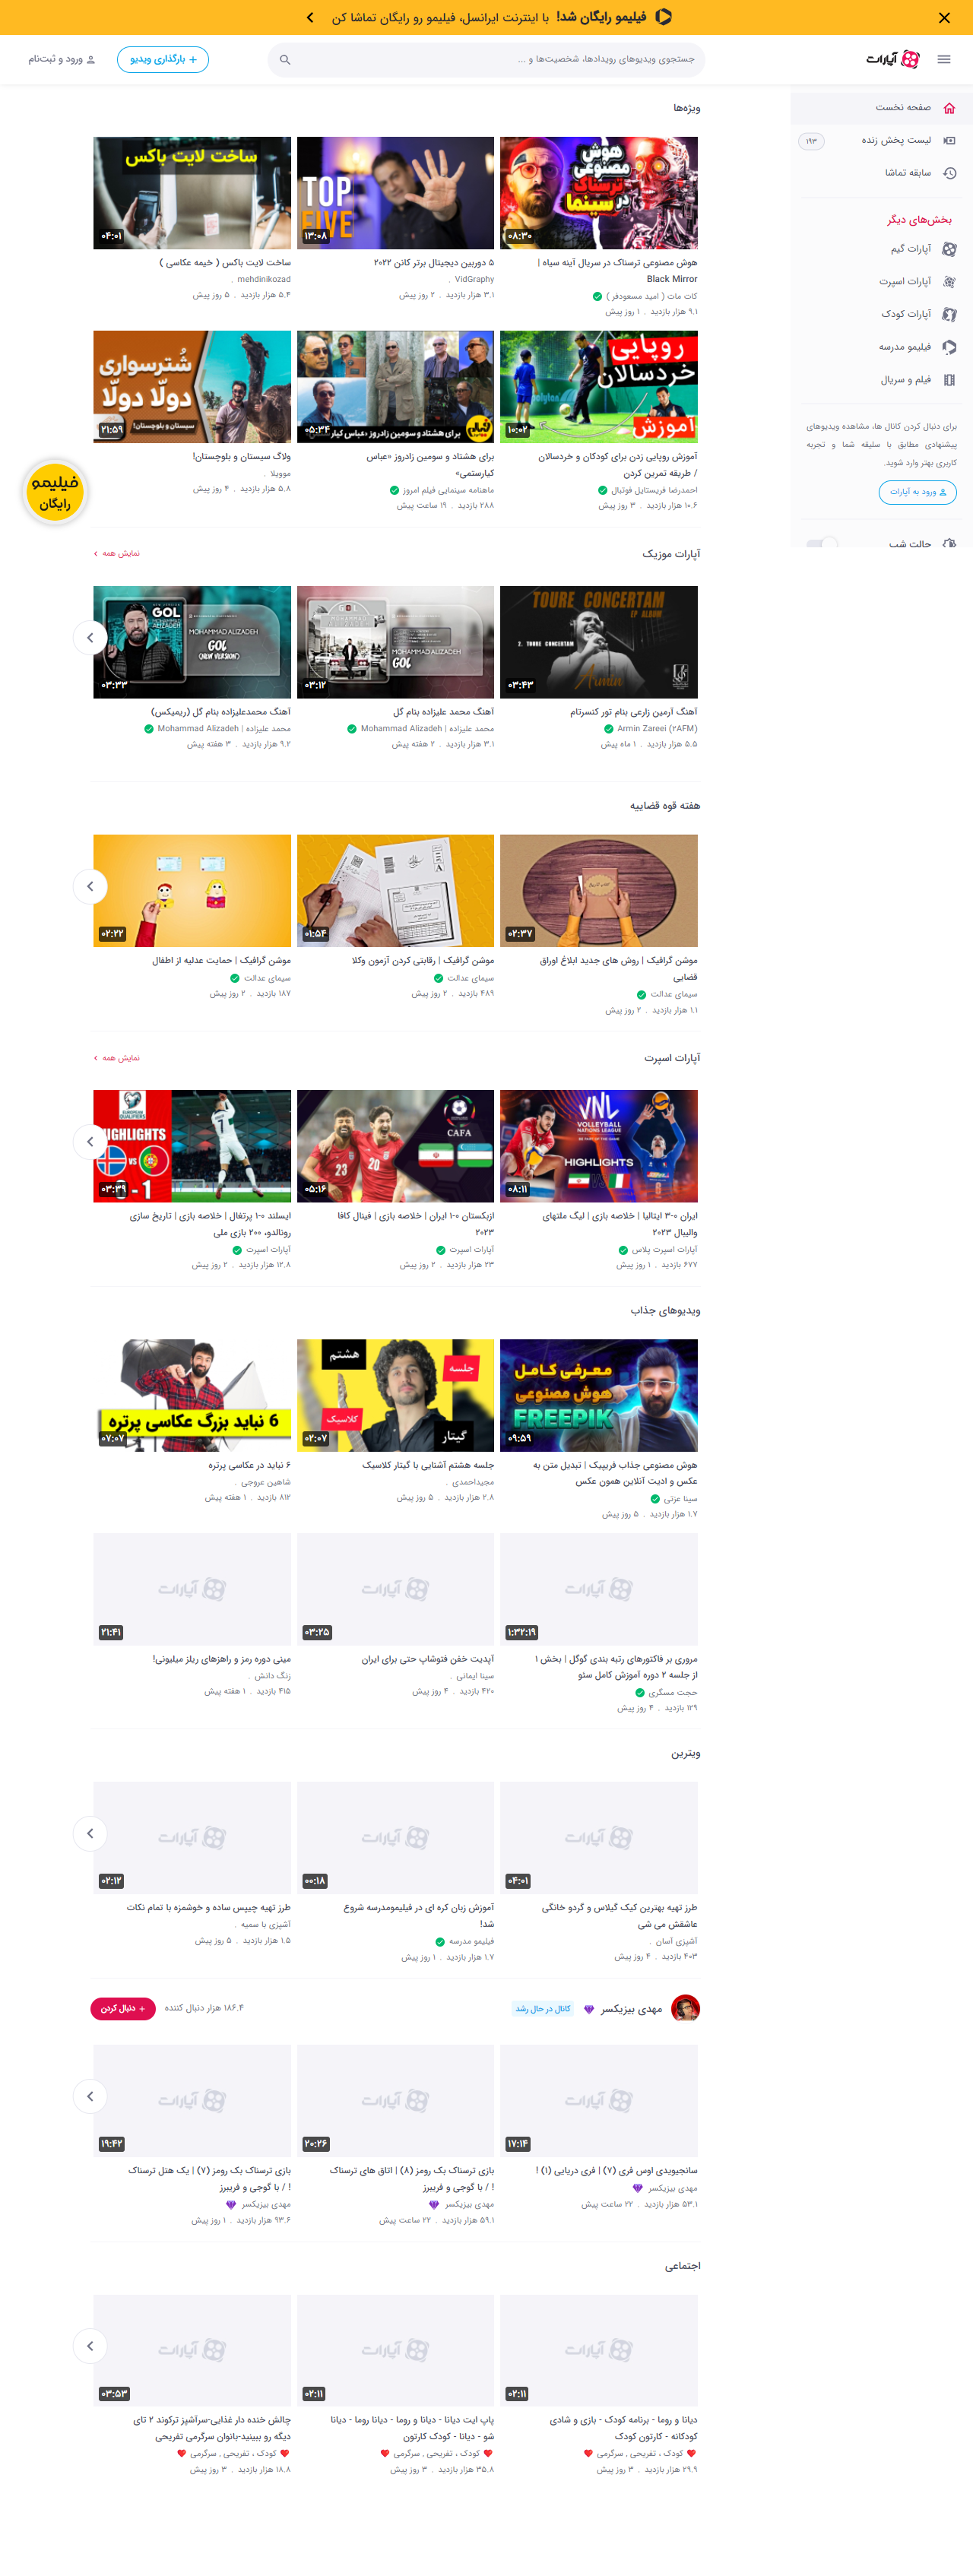 فیلیمو رایگان شد! با اینترنت ایرانسل، فیلیمو رو رایگان تماشا کن
آپارات
جستجوی ویدیوهای رویدادها، شخصیت‌ها و ...
+ بارگذاری ویدیو
ورود و ثبت‌نام
صفحه نخست
لیست پخش زنده
۱۹۳
سابقه تماشا
بخش‌های دیگر
آپارات گیم
آپارات اسپرت
آپارات کودک
فیلیمو مدرسه
فیلم و سریال
برای دنبال کردن کانال ها، مشاهده ویدیوهای
پیشنهادی مطابق با سلیقه شما و تجربه
کاربری بهتر وارد شوید.
ورود به آپارات
حالت شب
فیلیمو
رایگان
ویژه‌ها
هوش مصنوعی ترسناک در سینما
۰۸:۳۰
هوش مصنوعی ترسناک در سریال آینه سیاه |
Black Mirror
کات مات ( امید مسعودفر )
۹.۱ هزار بازدید . ۱ روز پیش
TOP FIVE
۱۳:۰۸
۵ دوربین دیجیتال برتر کانن ۲۰۲۲
VidGraphy .
۳.۱ هزار بازدید . ۲ روز پیش
ساخت لایت باکس
۰۴:۰۱
ساخت لایت باکس ( خیمه عکاسی )
mehdinikozad .
۵.۴ هزار بازدید . ۵ روز پیش
آموزش روپایی خردسالان
۱۰:۰۲
آموزش روپایی زدن برای کودکان و خردسالان
/ طریقه تمرین کردن
احمدرضا فریستایل فوتبال
۱۰.۶ هزار بازدید . ۳ روز پیش
۰۵:۳۴
برای هشتاد و سومین زادروز «عباس
کیارستمی»
ماهنامه سینمایی فیلم امروز
۲۸۸ بازدید . ۱۹ ساعت پیش
شُترسواری دولّا دولّا
سیستان و بلوچستان!
۲۱:۵۹
ولاگ سیستان و بلوچستان!
موویلا .
۵.۸ هزار بازدید . ۴ روز پیش
آپارات موزیک
نمایش همه
TOURE CONCERTAM
EP ALBUM
2. TOURE CONCERTAM
Armin
۰۳:۴۳
آهنگ آرمین زارعی بنام تور کنسرتام
Armin Zareei (۲AFM)
۵.۵ هزار بازدید . ۱ ماه پیش
GOL
MOHAMMAD ALIZADEH
GOL
۰۳:۱۲
آهنگ محمد علیزاده بنام گل
محمد علیزاده | Mohammad Alizadeh
۳.۱ هزار بازدید . ۲ هفته پیش
GOL
MOHAMMAD ALIZADEH
GOL
(NEW VERSION)
۰۳:۳۳
آهنگ محمدعلیزاده بنام گل (ریمیکس)
محمد علیزاده | Mohammad Alizadeh
۹.۲ هزار بازدید . ۳ هفته پیش
هفته قوه قضاییه
۰۲:۳۷
موشن گرافیک | روش های جدید ابلاغ اوراق
قضایی
سیمای عدالت
۱.۱ هزار بازدید . ۲ روز پیش
۰۱:۵۴
موشن گرافیک | رقابتی کردن آزمون وکلا
سیمای عدالت
۴۸۹ بازدید . ۲ روز پیش
۰۲:۲۲
موشن گرافیک | حمایت عدلیه از اطفال
سیمای عدالت
۱۸۷ بازدید . ۲ روز پیش
آپارات اسپرت
نمایش همه
VNL
VOLLEYBALL
NATIONS LEAGUE
HIGHLIGHTS
۰۸:۱۱
ایران ۰-۳ ایتالیا | خلاصه بازی | لیگ ملتهای
والیبال ۲۰۲۳
آپارات اسپرت پلاس
۶۷۷ بازدید . ۱ روز پیش
CAFA
۰۵:۱۶
ازبکستان ۰-۱ ایران | خلاصه بازی | فینال کافا
۲۰۲۳
آپارات اسپرت
۲۳ هزار بازدید . ۲ روز پیش
EUROPEAN QUALIFIERS
HIGHLIGHTS
VS
۰۳:۳۹
ایسلند ۰-۱ پرتغال | خلاصه بازی | تاریخ سازی
رونالدو، ۲۰۰ بازی ملی
آپارات اسپرت
۱۲.۸ هزار بازدید . ۲ روز پیش
ویدیوهای جذاب
معرفی کامل
هوش مصنوعی
FREEPIK
۰۹:۵۹
هوش مصنوعی جذاب فریپیک | تبدیل متن به
عکس و ادیت آنلاین همون عکس
سینا عزتی
۱.۷ هزار بازدید . ۵ روز پیش
جلسه
هشتم
کلاسیک
گیتار
۰۲:۰۷
جلسه هشتم آشنایی با گیتار کلاسیک
مجیداحمدی .
۲.۸ هزار بازدید . ۵ روز پیش
6 نباید بزرگ عکاسی پرتره
۰۷:۰۷
۶ نباید در عکاسی پرتره
شاهین عروجی .
۸۱۲ بازدید . ۱ هفته پیش
آپارات
۱:۳۲:۱۹
مروری بر فاکتورهای رتبه بندی گوگل | بخش ۱
از جلسه ۲ دوره آموزش کامل سئو
حجت مسگری
۱۲۹ بازدید . ۴ روز پیش
آپارات
۰۳:۲۵
آپدیت خفن فتوشاپ حتی برای ایران
سینا ایمانی .
۴۲۰ بازدید . ۴ روز پیش
آپارات
۲۱:۴۱
مینی دوره رمز و راهزهای ریلز میلیونی!
زنگ دانش .
۴۱۵ بازدید . ۱ هفته پیش
ویترین
آپارات
۰۴:۰۱
طرز تهیه بهترین کیک گیلاس و گردو خانگی
عاشقش می شی
آشپزی آسان .
۴۰۳ بازدید . ۴ روز پیش
آپارات
۰۰:۱۸
آموزش زبان کره ای در فیلیمومدرسه شروع
شد!
فیلیمو مدرسه
۱.۷ هزار بازدید . ۱ روز پیش
آپارات
۰۲:۱۲
طرز تهیه چیپس ساده و خوشمزه با تمام نکات
آشپزی با سمیه .
۱.۵ هزار بازدید . ۵ روز پیش
مهدی بیزیکسر
کانال در حال رشد
۱۸۶.۴ هزار دنبال کننده
+ دنبال کردن
آپارات
۱۷:۱۴
سانجیویدی اوس فری (۷) | فری دریایی (۱) !
مهدی بیزیکسر
۵۳.۱ هزار بازدید . ۲۲ ساعت پیش
آپارات
۲۰:۲۶
بازی ترسناک بک رومز (۸) | اتاق های ترسناک
! / با گوجی و فریبرز
مهدی بیزیکسر
۵۹.۱ هزار بازدید . ۲۲ ساعت پیش
آپارات
۱۹:۴۲
بازی ترسناک بک رومز (۷) | یک هتل ترسناک
! / با گوجی و فریبرز
مهدی بیزیکسر
۹۳.۶ هزار بازدید . ۱ روز پیش
اجتماعی
آپارات
۰۲:۱۱
دیانا و روما - برنامه کودک - بازی و شادی
کودکانه - کارتون کودک
کودک ، تفریحی ، سرگرمی
۲۹.۹ هزار بازدید . ۳ روز پیش
آپارات
۰۲:۱۱
پاپ ایت دیانا - دیانا و روما - دیانا روما - دیانا
شو - دیانا - کودک کارتون
کودک ، تفریحی ، سرگرمی
۳۵.۸ هزار بازدید . ۳ روز پیش
آپارات
۰۳:۵۳
چالش خنده دار غذایی-سرآشپز ترکوند ۲ تای
دیگه رو ببینید-بانوان سرگرمی تفریحی
کودک ، تفریحی ، سرگرمی
۱۸.۸ هزار بازدید . ۳ روز پیش